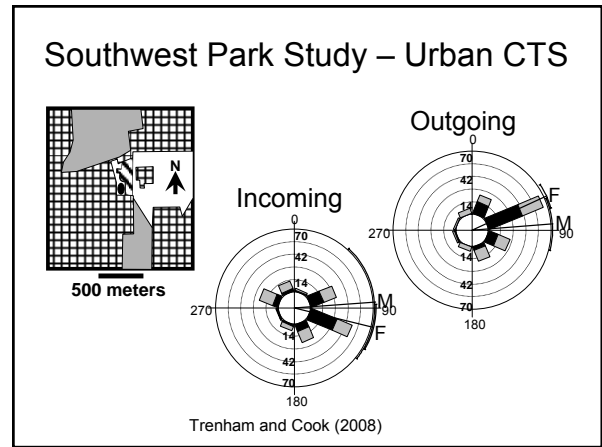 Southwest Park Study – Urban CTS
N
500 meters
Outgoing
0
70
42
14
F
M
270
90
14
42
70
180
Incoming
0
70
42
14
M
270
90
F
14
42
70
180
Trenham and Cook (2008)